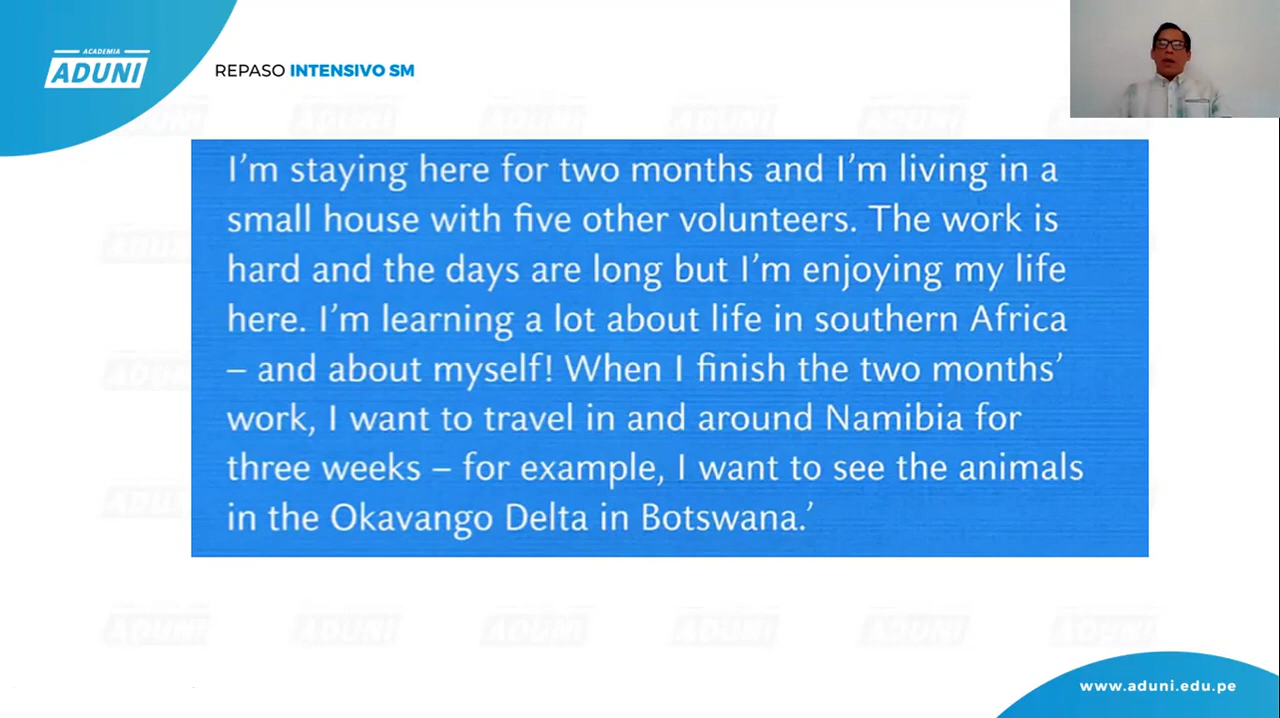 ACADEMIA
ADUNI
REPASO INTENSIVO SM
I’m staying here for two months and I’m living in a
small house with five other volunteers. The work is
hard and the days are long but I’m enjoying my life
here. I’m learning a lot about life in southern Africa
– and about myself! When I finish the two months’
work, I want to travel in and around Namibia for
three weeks – for example, I want to see the animals
in the Okavango Delta in Botswana.’
www.aduni.edu.pe